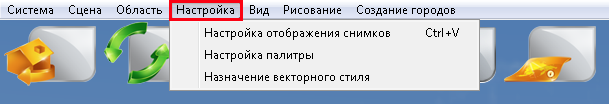 Система Сцена Область Настройка Вид Рисование Создание городов
Настройка отображения снимков Ctrl+V
Настройка палитры
Назначение векторного стиля